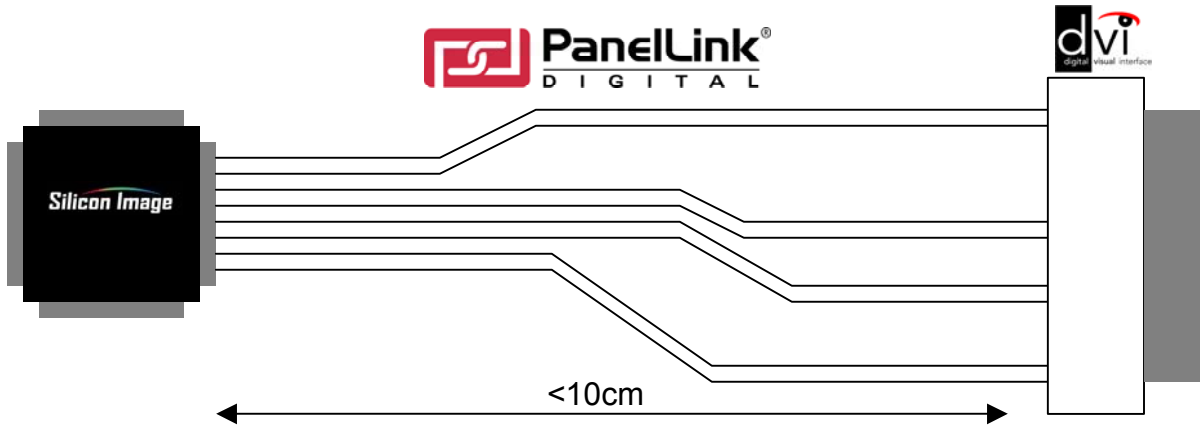 PanelLink®
DIGITAL
dvi
digital visual interface
Silicon Image
<10cm